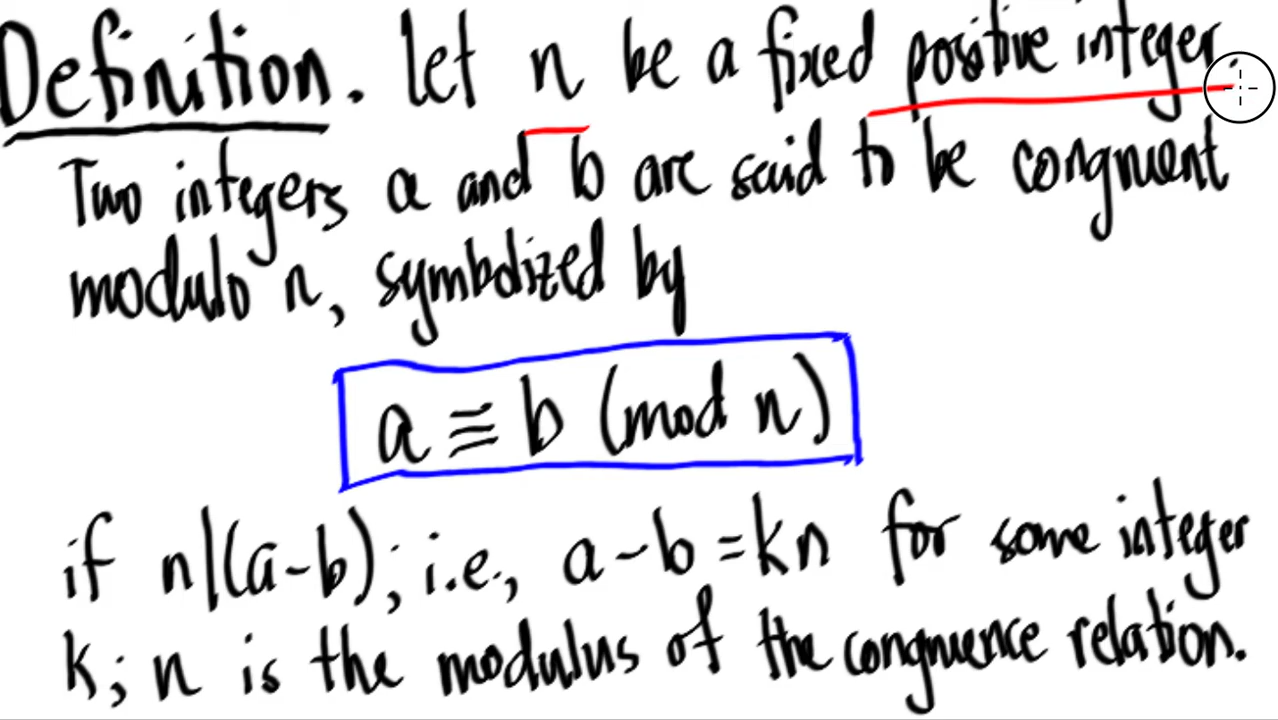 Definition. Let n be a fixed positive integer.
Two integers a and b are said to be congruent
modulo n, symbolized by
a ≡ b (mod n)
if n|(a-b); i.e., a-b=kn for some integer
k; n is the modulus of the congruence relation.